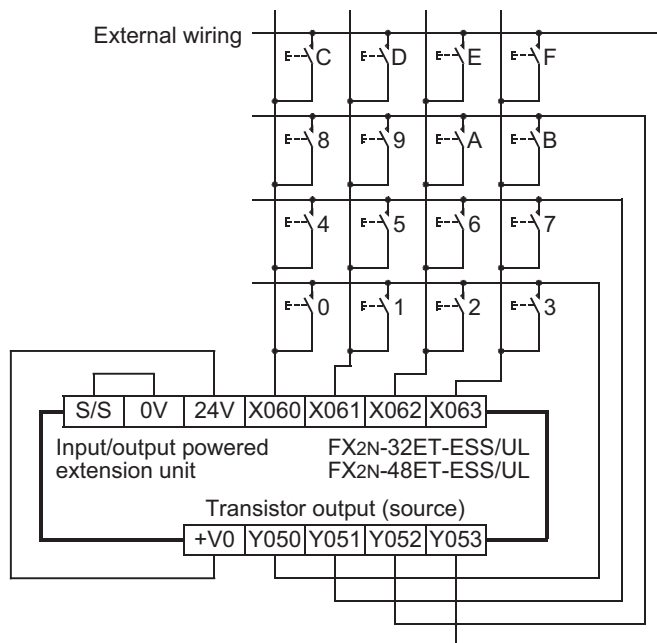 External wiring
C D E F
8 9 A B
4 5 6 7
0 1 2 3
S/S 0V 24V X060 X061 X062 X063
Input/output powered extension unit
FX2N-32ET-ESS/UL
FX2N-48ET-ESS/UL
Transistor output (source)
+V0 Y050 Y051 Y052 Y053